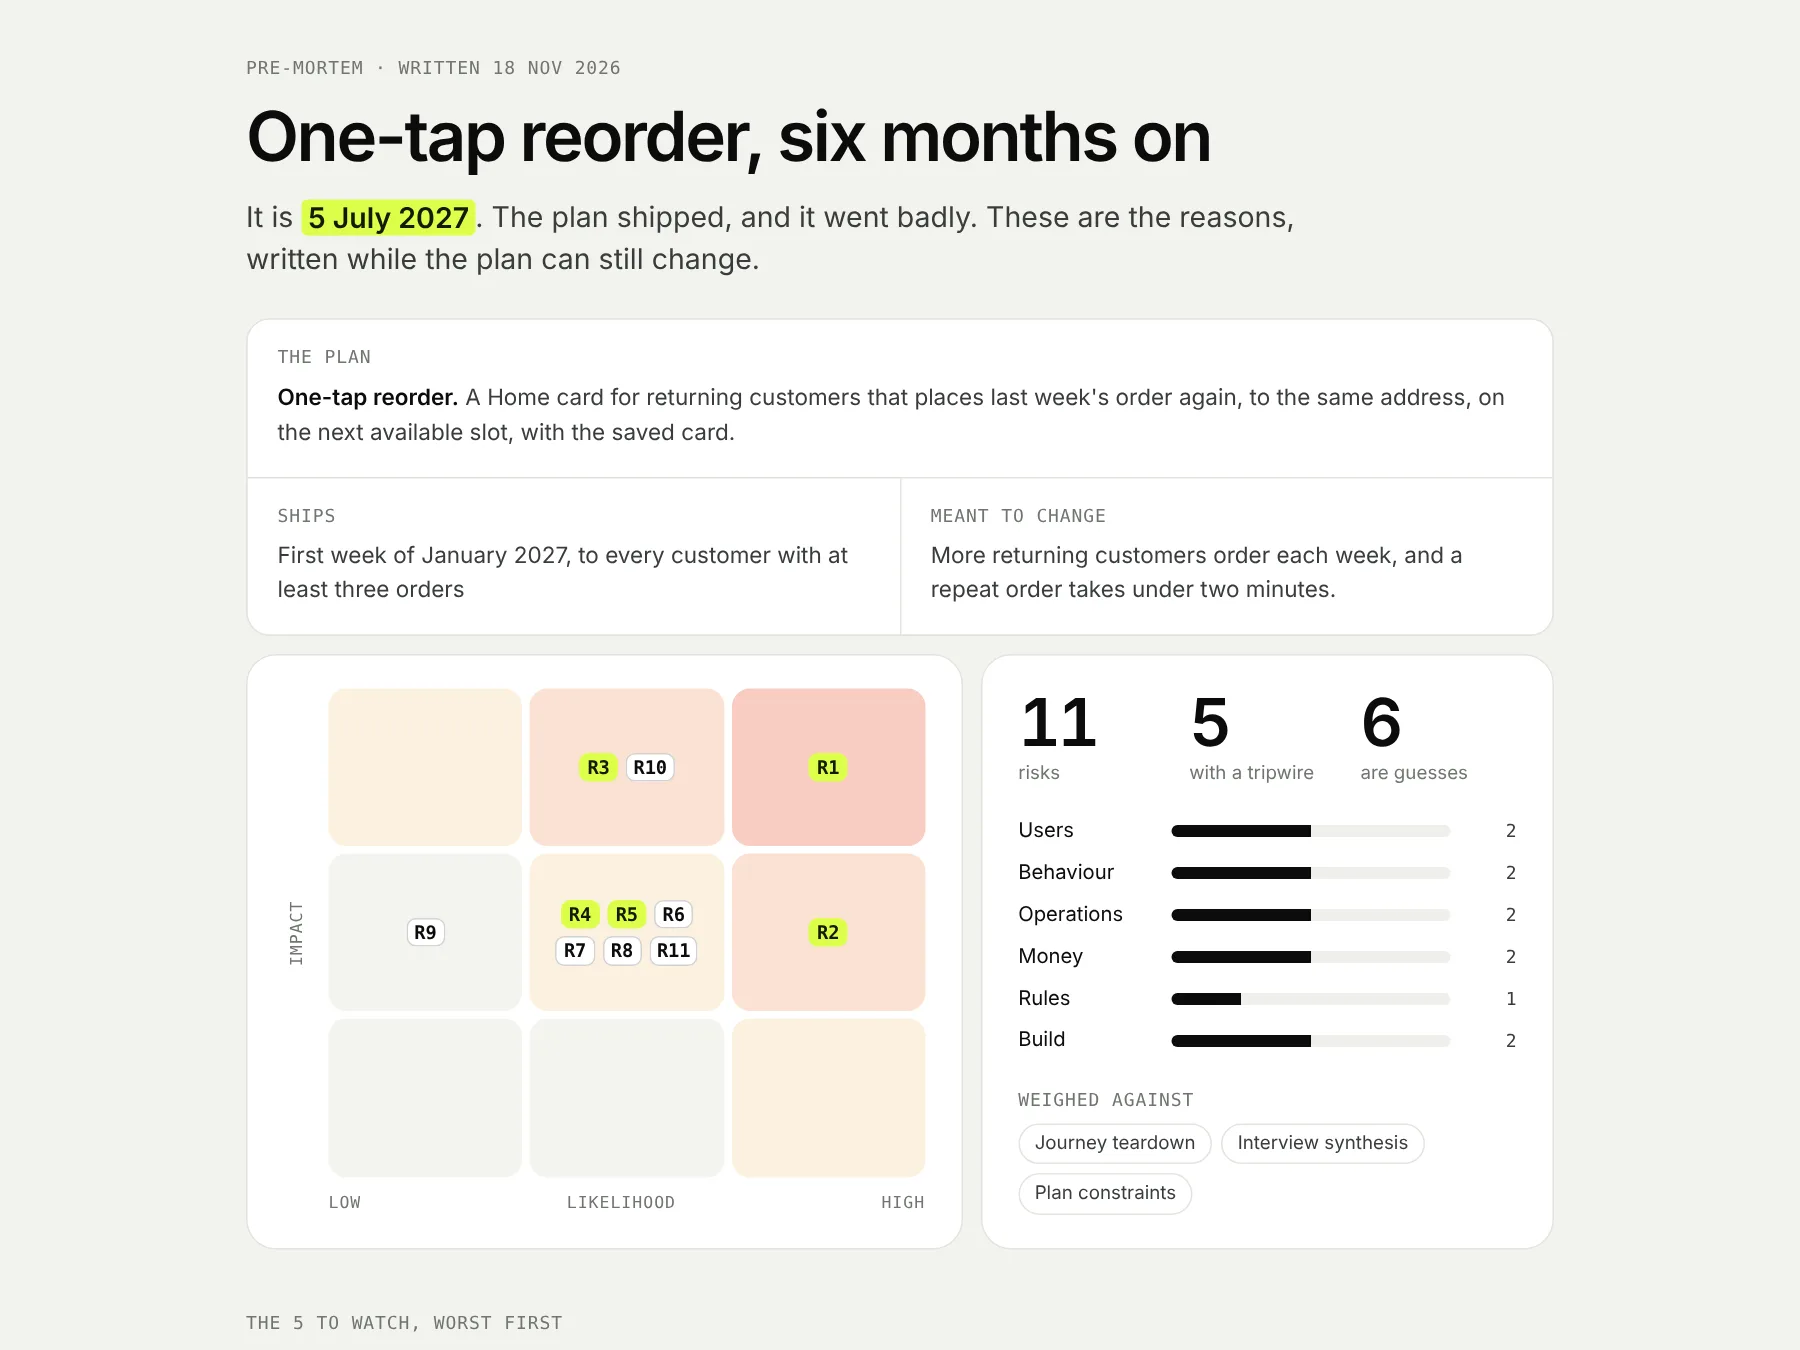 PRE-MORTEM · WRITTEN 18 NOV 2026
One-tap reorder, six months on
It is 5 July 2027. The plan shipped, and it went badly. These are the reasons,
written while the plan can still change.
THE PLAN
One-tap reorder. A Home card for returning customers that places last week's order again, to the same address, on
the next available slot, with the saved card.
SHIPS
First week of January 2027, to every customer with at
least three orders
MEANT TO CHANGE
More returning customers order each week, and a
repeat order takes under two minutes.
IMPACT
R3 R10
R1
R9
R4 R5 R6
R7 R8 R11
R2
LOW LIKELIHOOD HIGH
11 risks
5 with a tripwire
6 are guesses
Users 2
Behaviour 2
Operations 2
Money 2
Rules 1
Build 2
WEIGHED AGAINST
Journey teardown Interview synthesis
Plan constraints
THE 5 TO WATCH, WORST FIRST